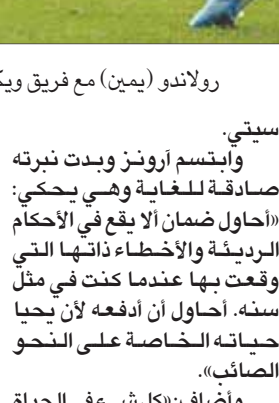 رولاندو (يمين) مع فريق
سيتي.
وابتسم آرونز وبدت نبرته
صادقة للغاية وهي يحكي:
«أحاول ضمان ألا يقع في الأحكام
الرديئة والأخطاء ذاتها التي
وقعت بها عندما كنت في مثل
سنه. أحاول أن أدفعه لأن يحيا
حياته الخاصة على النحو
الصائب».
وأضاف: «كل شيء في الحياة